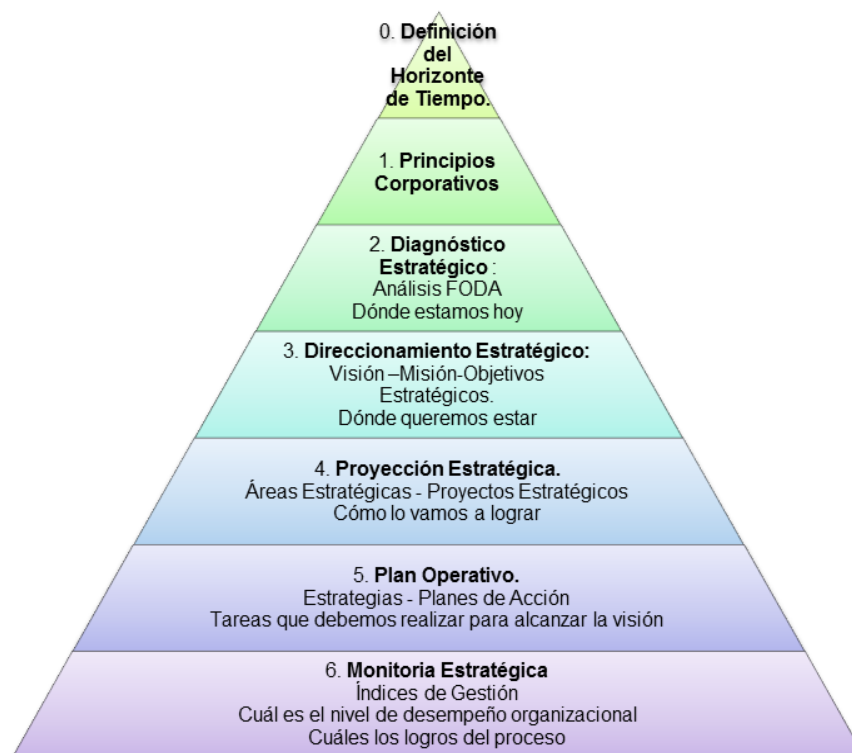 0. Definición
del
Horizonte
de Tiempo.
1. Principios
Corporativos
2. Diagnóstico
Estratégico :
Análisis FODA
Dónde estamos hoy
3. Direccionamiento Estratégico:
Visión –Misión-Objetivos
Estratégicos.
Dónde queremos estar
4. Proyección Estratégica.
Áreas Estratégicas - Proyectos Estratégicos
Cómo lo vamos a lograr
5. Plan Operativo.
Estrategias - Planes de Acción
Tareas que debemos realizar para alcanzar la visión
6. Monitoria Estratégica
Índices de Gestión
Cuál es el nivel de desempeño organizacional
Cuáles los logros del proceso